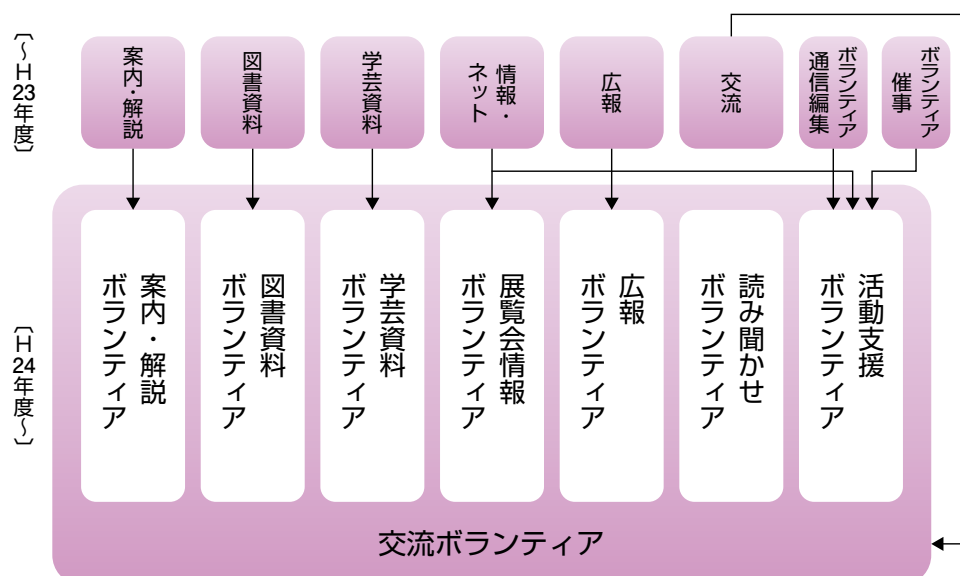 〔～H23年度〕
案内・解説
図書資料
学芸資料
情報・
ネット
広報
交流
ボランティア
通信編集
ボランティア
催事
〔H24年度～〕
案内・解説
ボランティア
図書資料
ボランティア
学芸資料
ボランティア
展覧会情報
ボランティア
広報
ボランティア
読み聞かせ
ボランティア
活動支援
ボランティア
交流ボランティア